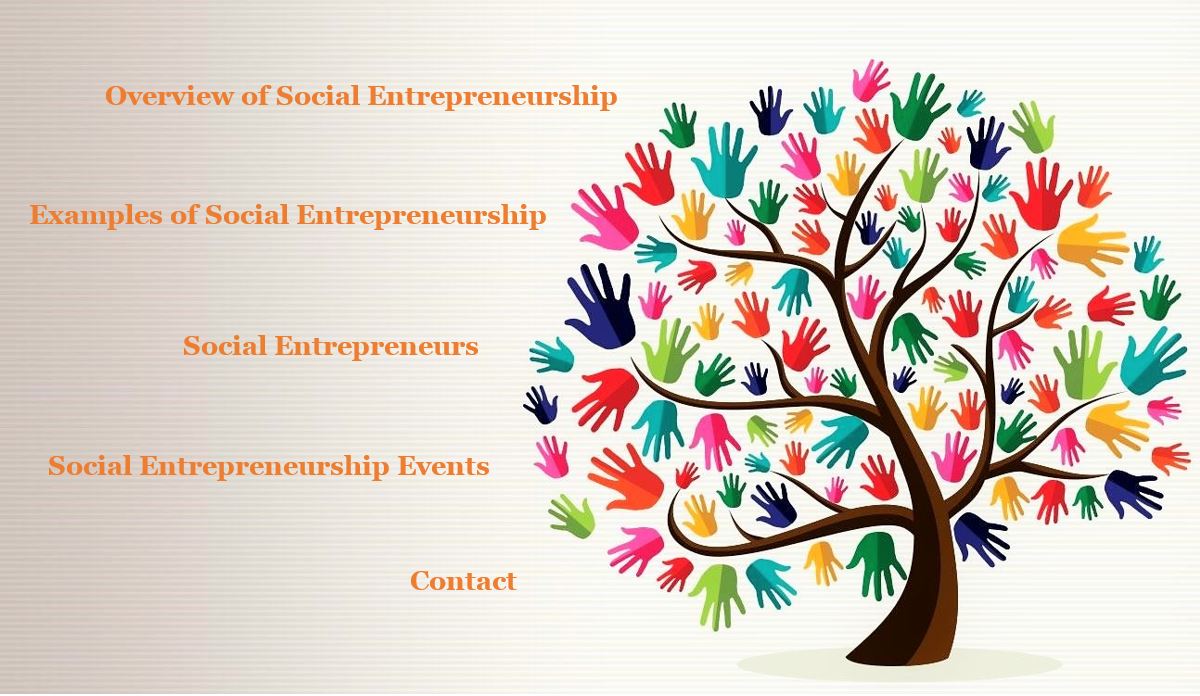 Overview of Social Entrepreneurship
Examples of Social Entrepreneurship
Social Entrepreneurs
Social Entrepreneurship Events
Contact